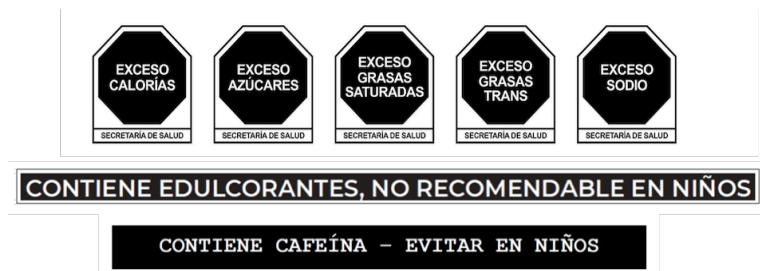 EXCESO
CALORÍAS
SECRETARÍA DE SALUD
EXCESO
AZÚCARES
SECRETARÍA DE SALUD
EXCESO
GRASAS
SATURADAS
SECRETARÍA DE SALUD
EXCESO
GRASAS
TRANS
SECRETARÍA DE SALUD
EXCESO
SODIO
SECRETARÍA DE SALUD
CONTIENE EDULCORANTES, NO RECOMENDABLE EN NIÑOS
CONTIENE CAFEÍNA – EVITAR EN NIÑOS